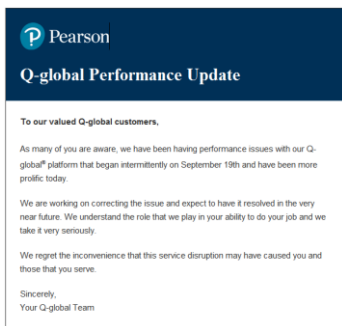 Pearson
Q-global Performance Update
To our valued Q-global customers,
As many of you are aware, we have been having performance issues with our Q-
global® platform that began intermittently on September 19th and have been more
prolific today.
We are working on correcting the issue and expect to have it resolved in the very
near future. We understand the role that we play in your ability to do your job and we
take it very seriously.
We regret the inconvenience that this service disruption may have caused you and
those that you serve.
Sincerely,
Your Q-global Team